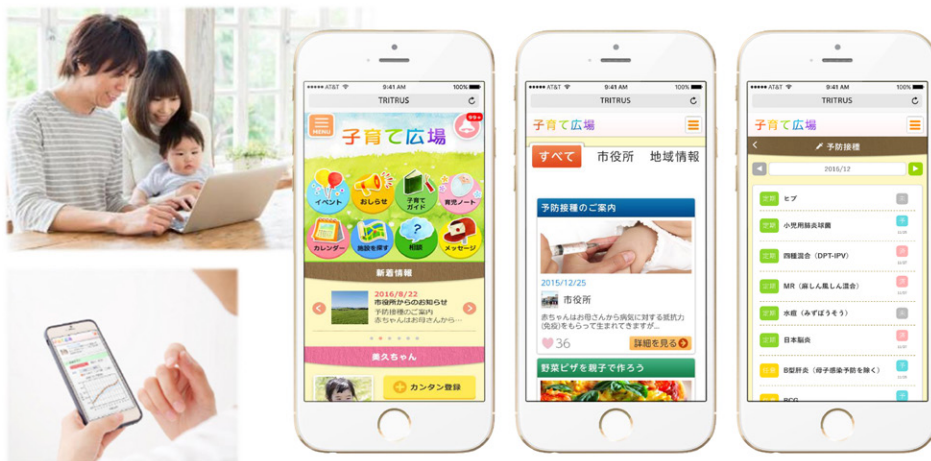 ●●●●● AT&T 9:41 AM 100%
TRITRUS
MENU
子育て広場
イベント
おしらせ
子育て
ガイド
育児ノート
カレンダー
施設を探す
相談
メッセージ
新着情報
2016/8/22
市役所からのお知らせ
予防接種のご案内
赤ちゃんはお母さんから…
美久ちゃん
カンタン登録
●●●●● AT&T 9:41 AM 100%
TRITRUS
子育て広場
すべて 市役所 地域情報
予防接種のご案内
2015/12/25
市役所
赤ちゃんはお母さんから病気に対する抵抗力
(免疫)をもらって生まれてきますが…
36
詳細を見る
野菜ピザを親子で作ろう
●●●●● AT&T 9:41 AM 100%
TRITRUS
子育て広場
予防接種
2016/12
定期 ヒブ
定期 小児用肺炎球菌
定期 四種混合（DPT-IPV）
定期 MR（麻しん風しん混合）
定期 水痘（みずぼうそう）
定期 日本脳炎
B型肝炎（母子感染予防を除く）
BCG